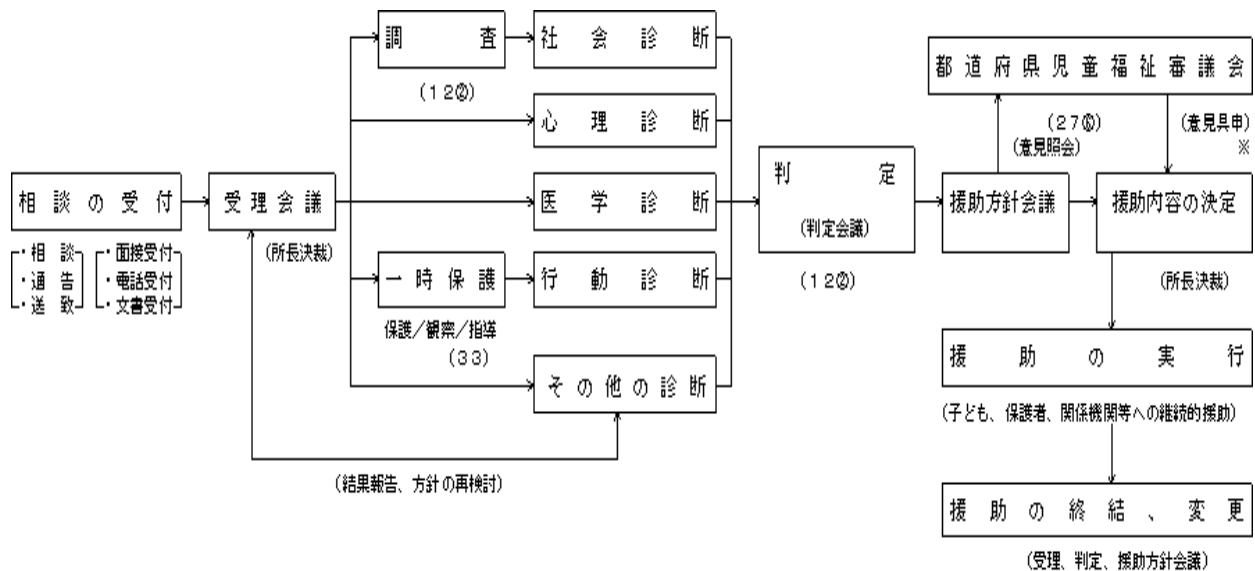 調査
社会診断
都道府県児童福祉審議会
(12②)
心理診断
(27⑥)
(意見照会)
(意見具申)
※
相談の受付
受理会議
医学診断
判定
(判定会議)
援助方針会議
援助内容の決定
(所長決裁)
(12②)
(所長決裁)
・相談
・通告
・送致
・面接受付
・電話受付
・文書受付
一時保護
行動診断
保護/観察/指導
(33)
その他の診断
援助の実行
(子ども、保護者、関係機関等への継続的援助)
(結果報告、方針の再検討)
援助の終結、変更
(受理、判定、援助方針会議)